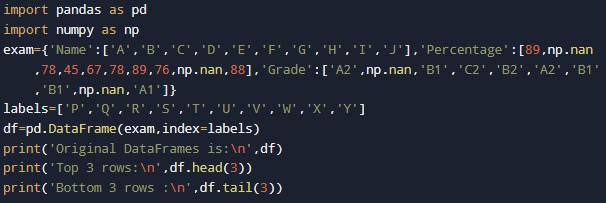 import pandas as pd
import numpy as np
exam={'Name':['A','B','C','D','E','F','G','H','I','J'],'Percentage':[89,np.nan
,78,45,67,78,89,76,np.nan,88],'Grade':['A2',np.nan,'B1','C2','B2','A2','B1'
,'B1',np.nan,'A1']}
labels=['P','Q','R','S','T','U','V','W','X','Y']
df=pd.DataFrame(exam,index=labels)
print('Original DataFrames is:\n',df)
print('Top 3 rows:\n',df.head(3))
print('Bottom 3 rows :\n',df.tail(3))